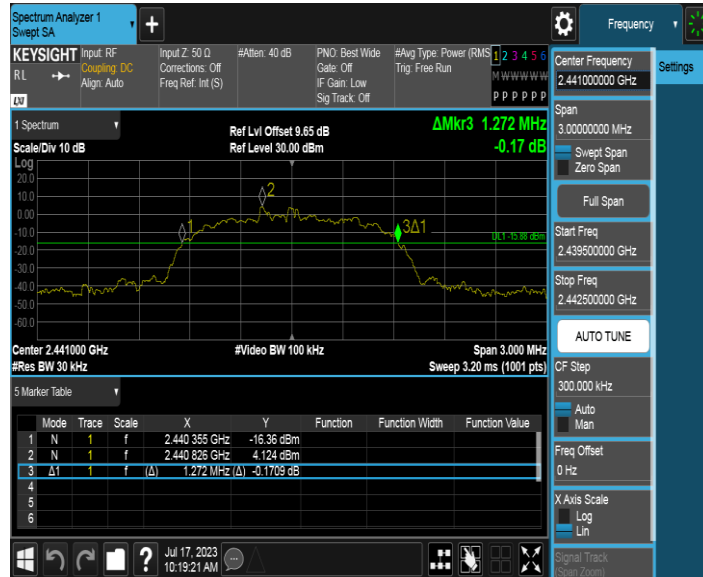 Spectrum Analyzer 1
Swept SA
+
Frequency
KEYSIGHT
RL
LXI
Input: RF
Coupling: DC
Align: Auto
Input Z: 50 Ω
Corrections: Off
Freq Ref: Int (S)
#Atten: 40 dB
PNO: Best Wide
Gate: Off
IF Gain: Low
Sig Track: Off
#Avg Type: Power (RMS
Trig: Free Run
1 2 3 4 5 6
M W W W W W
P P P P P P
1 Spectrum
Scale/Div 10 dB
Ref Lvl Offset 9.65 dB
Ref Level 30.00 dBm
ΔMkr3 1.272 MHz
-0.17 dB
Log
20.0
10.0
0.00
-10.0
-20.0
-30.0
-40.0
-50.0
-60.0
1
2
3Δ1
DL1 -15.88 dBm
Center 2.441000 GHz
#Res BW 30 kHz
#Video BW 100 kHz
Span 3.000 MHz
Sweep 3.20 ms (1001 pts)
5 Marker Table
Mode Trace Scale X Y Function Function Width Function Value
1 N 1 f 2.440 355 GHz -16.36 dBm
2 N 1 f 2.440 826 GHz 4.124 dBm
3 Δ1 1 f (Δ) 1.272 MHz (Δ) -0.1709 dB
4
5
6
Jul 17, 2023
10:19:21 AM
?
Center Frequency
2.441000000 GHz
Settings
Span
3.00000000 MHz
Swept Span
Zero Span
Full Span
Start Freq
2.439500000 GHz
Stop Freq
2.442500000 GHz
AUTO TUNE
CF Step
300.000 kHz
Auto
Man
Freq Offset
0 Hz
X Axis Scale
Log
Lin
Signal Track
(Span Zoom)